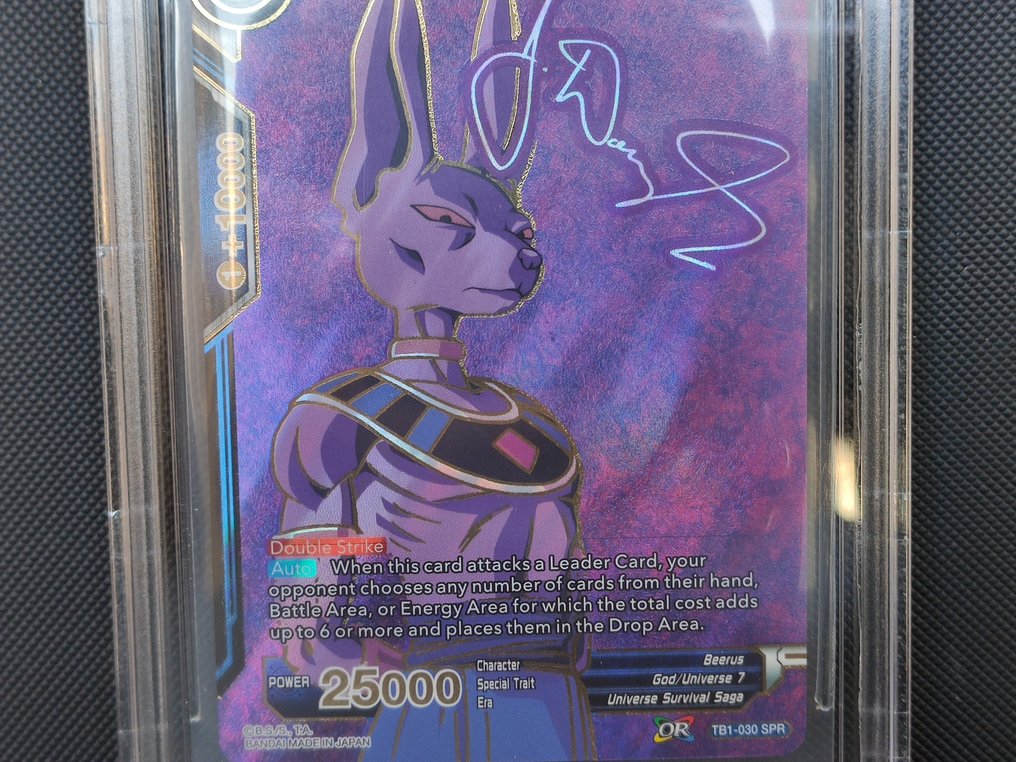 +10000
Double Strike
Auto When this card attacks a Leader Card, your
opponent chooses any number of cards from their hand,
Battle Area, or Energy Area for which the total cost adds
up to 6 or more and places them in the Drop Area.
POWER 25000
Character Beerus
Special Trait God/Universe 7
Era Universe Survival Saga
©B.S./S., T.A.
BANDAI MADE IN JAPAN
OR TB1-030 SPR